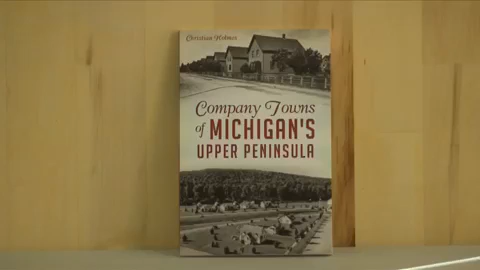 Christian Holmes
Company Towns
of MICHIGAN'S
UPPER PENINSULA